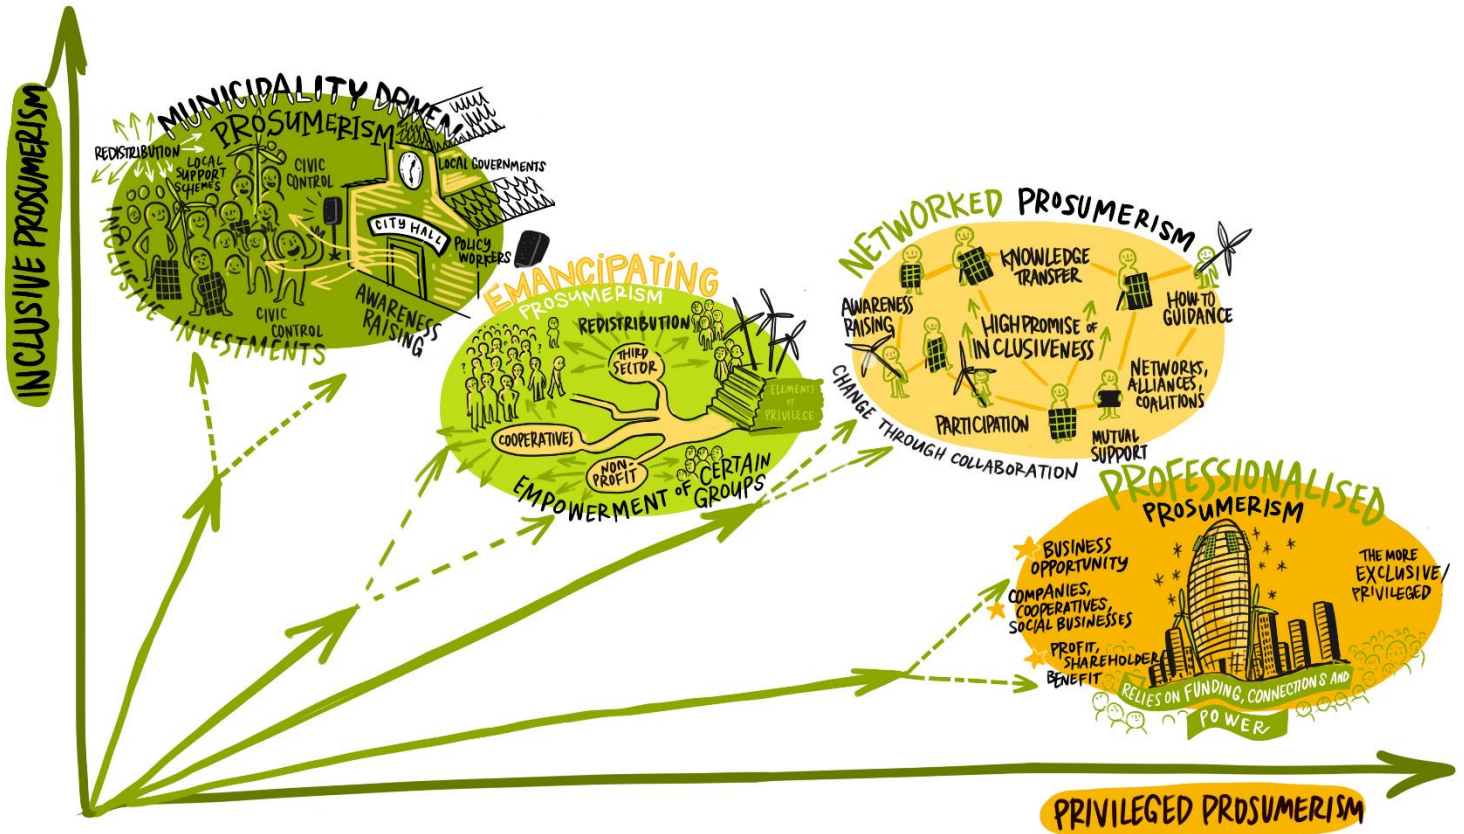 INCLUSIVE PROSUMERISM
MUNICIPALITY DRIVEN
PROSUMERISM
REDISTRIBUTION
LOCAL
SUPPORT
SCHEMES
CIVIC
CONTROL
LOCAL GOVERNMENTS
CITY HALL
POLICY
WORKERS
AWARENESS
RAISING
CIVIC
CONTROL
INCLUSIVE INVESTMENTS
EMANCIPATING
PROSUMERISM
REDISTRIBUTION
THIRD
SECTOR
ELEMENTS
OF
PRIVILEGE
COOPERATIVES
NON-
PROFIT
EMPOWERMENT OF CERTAIN
GROUPS
NETWORKED PROSUMERISM
KNOWLEDGE
TRANSFER
AWARENESS
RAISING
HIGH PROMISE OF
INCLUSIVENESS
HOW-TO
GUIDANCE
NETWORKS,
ALLIANCES,
COALITIONS
PARTICIPATION
MUTUAL
SUPPORT
CHANGE THROUGH COLLABORATION
PROFESSIONALISED
PROSUMERISM
BUSINESS
OPPORTUNITY
COMPANIES,
COOPERATIVES,
SOCIAL BUSINESSES
PROFIT,
SHAREHOLDER
BENEFIT
THE MORE
EXCLUSIVE/
PRIVILEGED
RELIES ON FUNDING, CONNECTIONS AND
POWER
PRIVILEGED PROSUMERISM